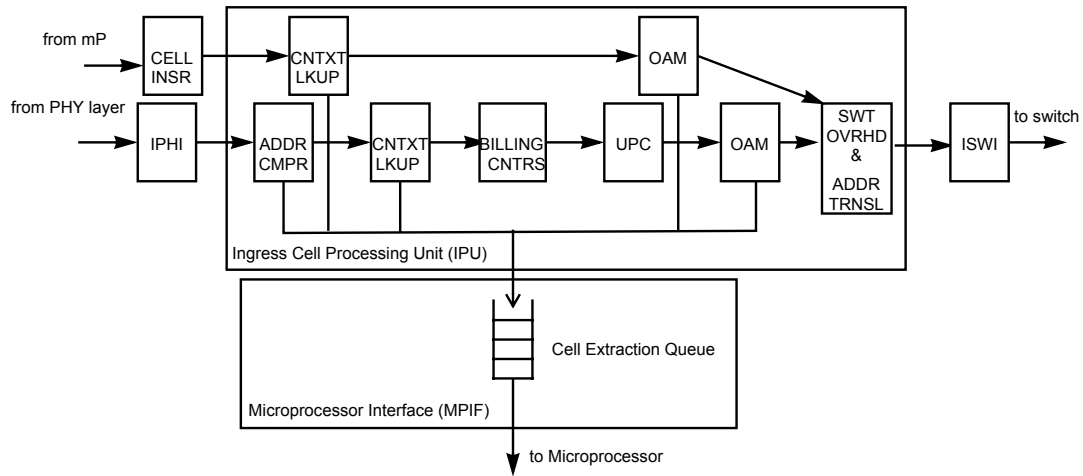 from mP
CELL
INSR
CNTXT
LKUP
OAM
from PHY layer
IPHI
ADDR
CMPR
CNTXT
LKUP
BILLING
CNTRS
UPC
OAM
SWT
OVRHD
&
ADDR
TRNSL
ISWI
to switch
Ingress Cell Processing Unit (IPU)
Cell Extraction Queue
Microprocessor Interface (MPIF)
to Microprocessor